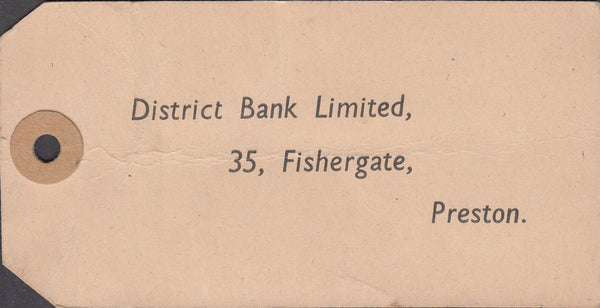 District Bank Limited,
35, Fishergate,
Preston.